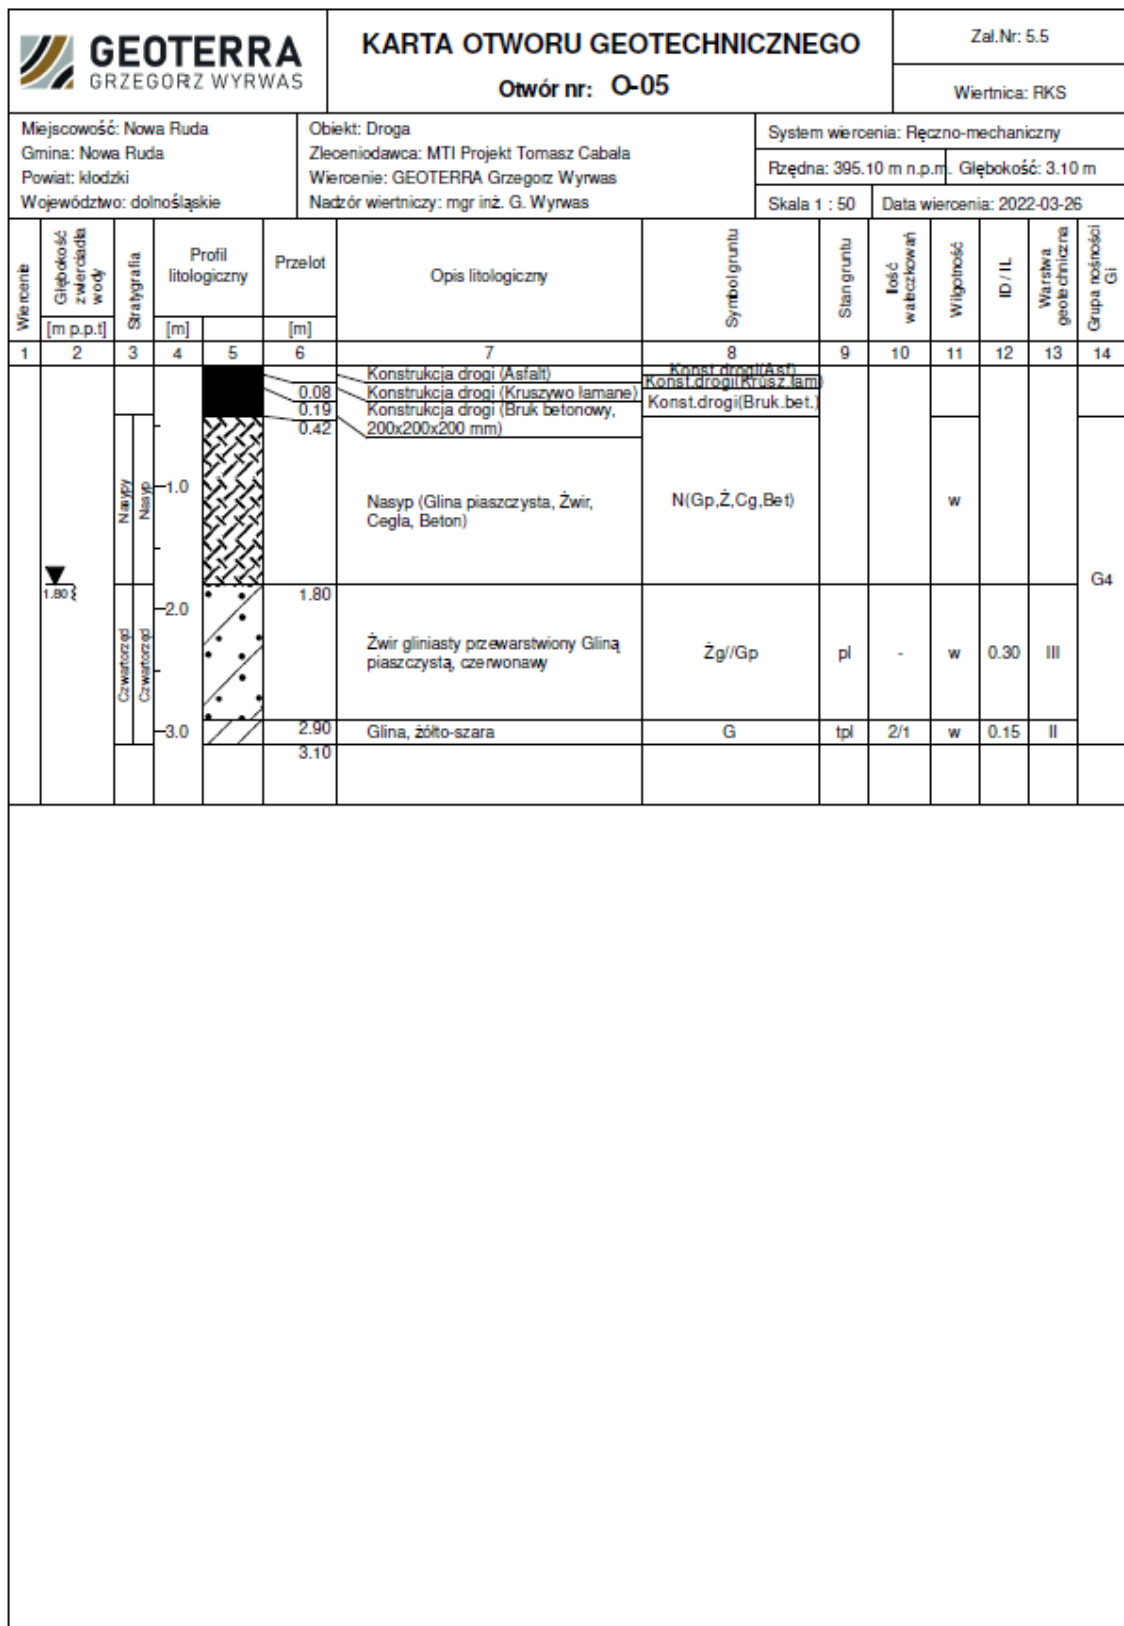 GEOTERRA
GRZEGORZ WYRWAS
KARTA OTWORU GEOTECHNICZNEGO
Otwór nr: O-05
Zał.Nr: 5.5
Wiertnica: RKS
Miejscowość: Nowa Ruda
Gmina: Nowa Ruda
Powiat: kłodzki
Województwo: dolnośląskie
Obiekt: Droga
Zleceniodawca: MTI Projekt Tomasz Cabała
Wiercenie: GEOTERRA Grzegorz Wyrwas
Nadzór wiertniczy: mgr inż. G. Wyrwas
System wiercenia: Ręczno-mechaniczny
Rzędna: 395.10 m n.p.m. Głębokość: 3.10 m
Skala 1 : 50 Data wiercenia: 2022-03-26
Wiercenie
Głębokość
zwierciadła
wody
[m p.p.t]
Stratygrafia
Profil
litologiczny
[m]
Przelot
[m]
Opis litologiczny
Symbol gruntu
Stan gruntu
Ilość
wałeczkowań
Wilgotność
ID / IL
Warstwa
geotechniczna
Grupa nośności
Gi
1 2 3 4 5 6 7 8 9 10 11 12 13 14
Konstrukcja drogi (Asfalt) Konst.drogi(Asf)
0.08 Konstrukcja drogi (Kruszywo łamane) Konst.drogi(Krusz.łam)
0.19 Konstrukcja drogi (Bruk betonowy, Konst.drogi(Bruk.bet.)
0.42 200x200x200 mm)
Nasypy
Nasyp
1.0
Nasyp (Glina piaszczysta, Żwir, N(Gp,Ż,Cg,Bet) w
Cegła, Beton)
G4
1.80
1.80
2.0
Czwartorzęd
Czwartorzęd
Żwir gliniasty przewarstwiony Gliną Żg//Gp pl - w 0.30 III
piaszczystą, czerwonawy
3.0 2.90 Glina, żółto-szara G tpl 2/1 w 0.15 II
3.10